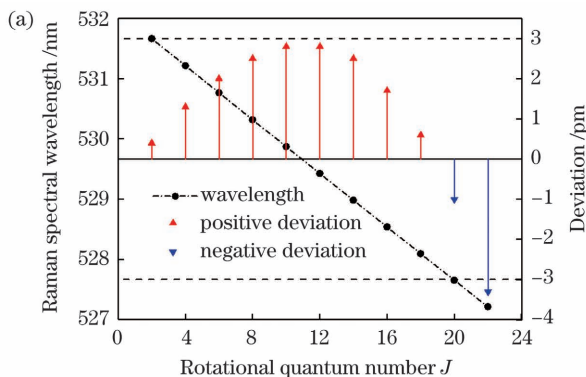 (a)
532
531
530
529
528
527
Raman spectral wavelength /nm
wavelength
positive deviation
negative deviation
3
2
1
0
−1
−2
−3
−4
Deviation /pm
0 4 8 12 16 20 24
Rotational quantum number J